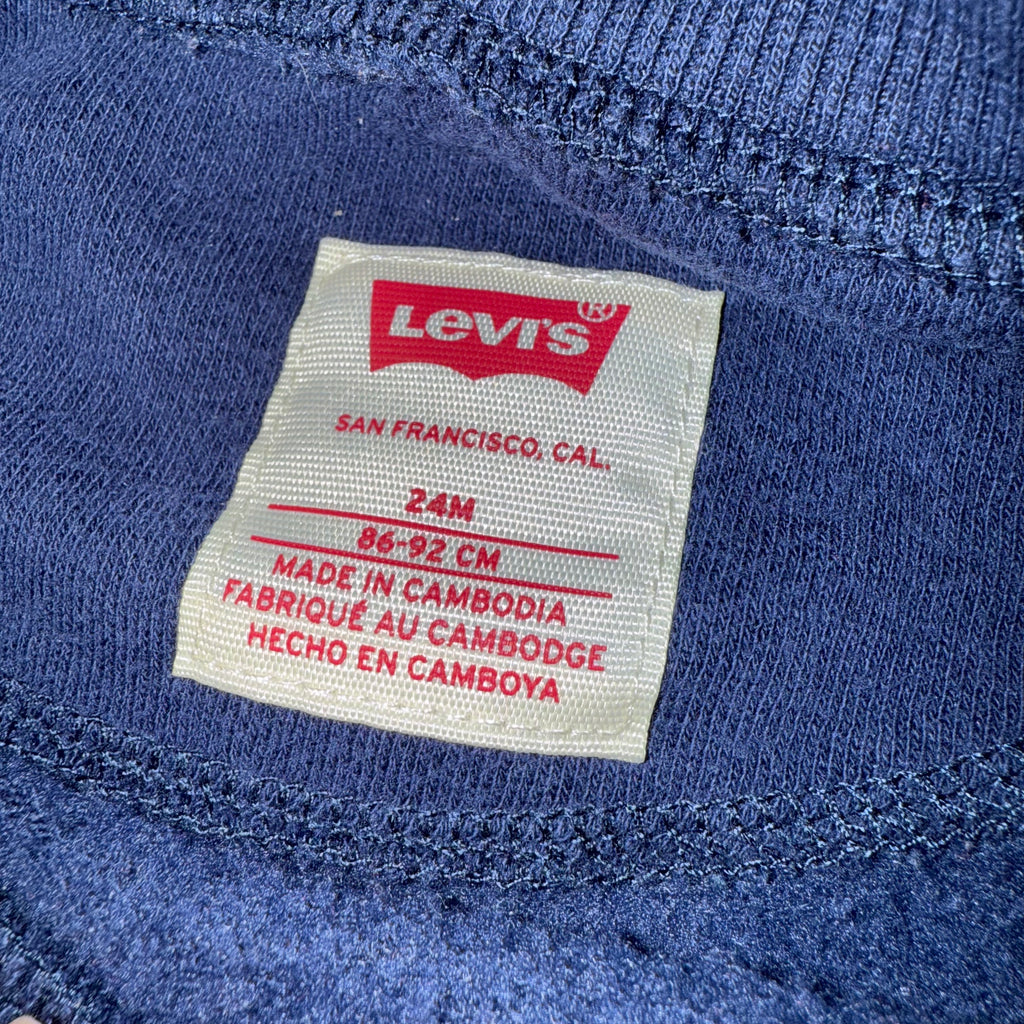 Levi's®
SAN FRANCISCO, CAL.
24M
86-92 CM
MADE IN CAMBODIA
FABRIQUÉ AU CAMBODGE
HECHO EN CAMBOYA